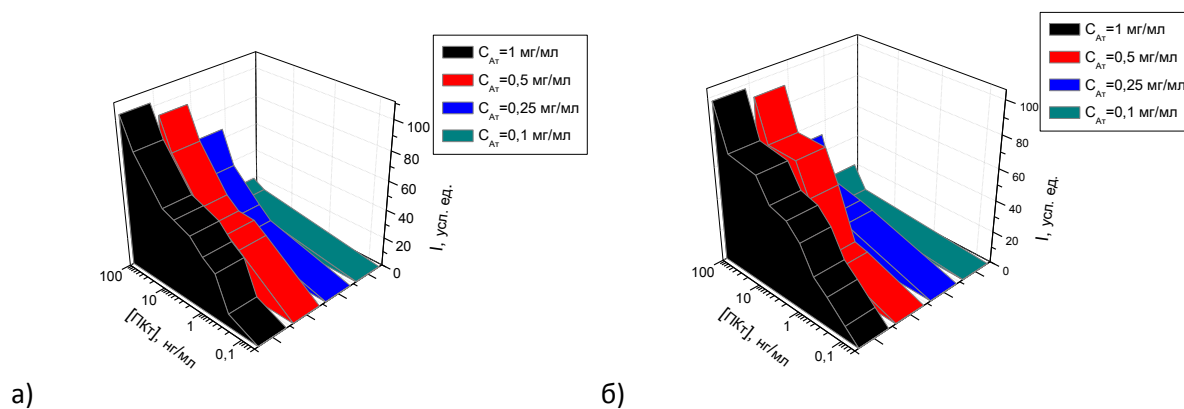 C_Ат=1 мг/мл
C_Ат=0,5 мг/мл
C_Ат=0,25 мг/мл
C_Ат=0,1 мг/мл
100
80
60
40
20
0
I, усл. ед.
100
10
1
0,1
[ПКт], нг/мл
а)
C_Ат=1 мг/мл
C_Ат=0,5 мг/мл
C_Ат=0,25 мг/мл
C_Ат=0,1 мг/мл
100
80
60
40
20
0
I, усл. ед.
100
10
1
0,1
[ПКт], нг/мл
б)